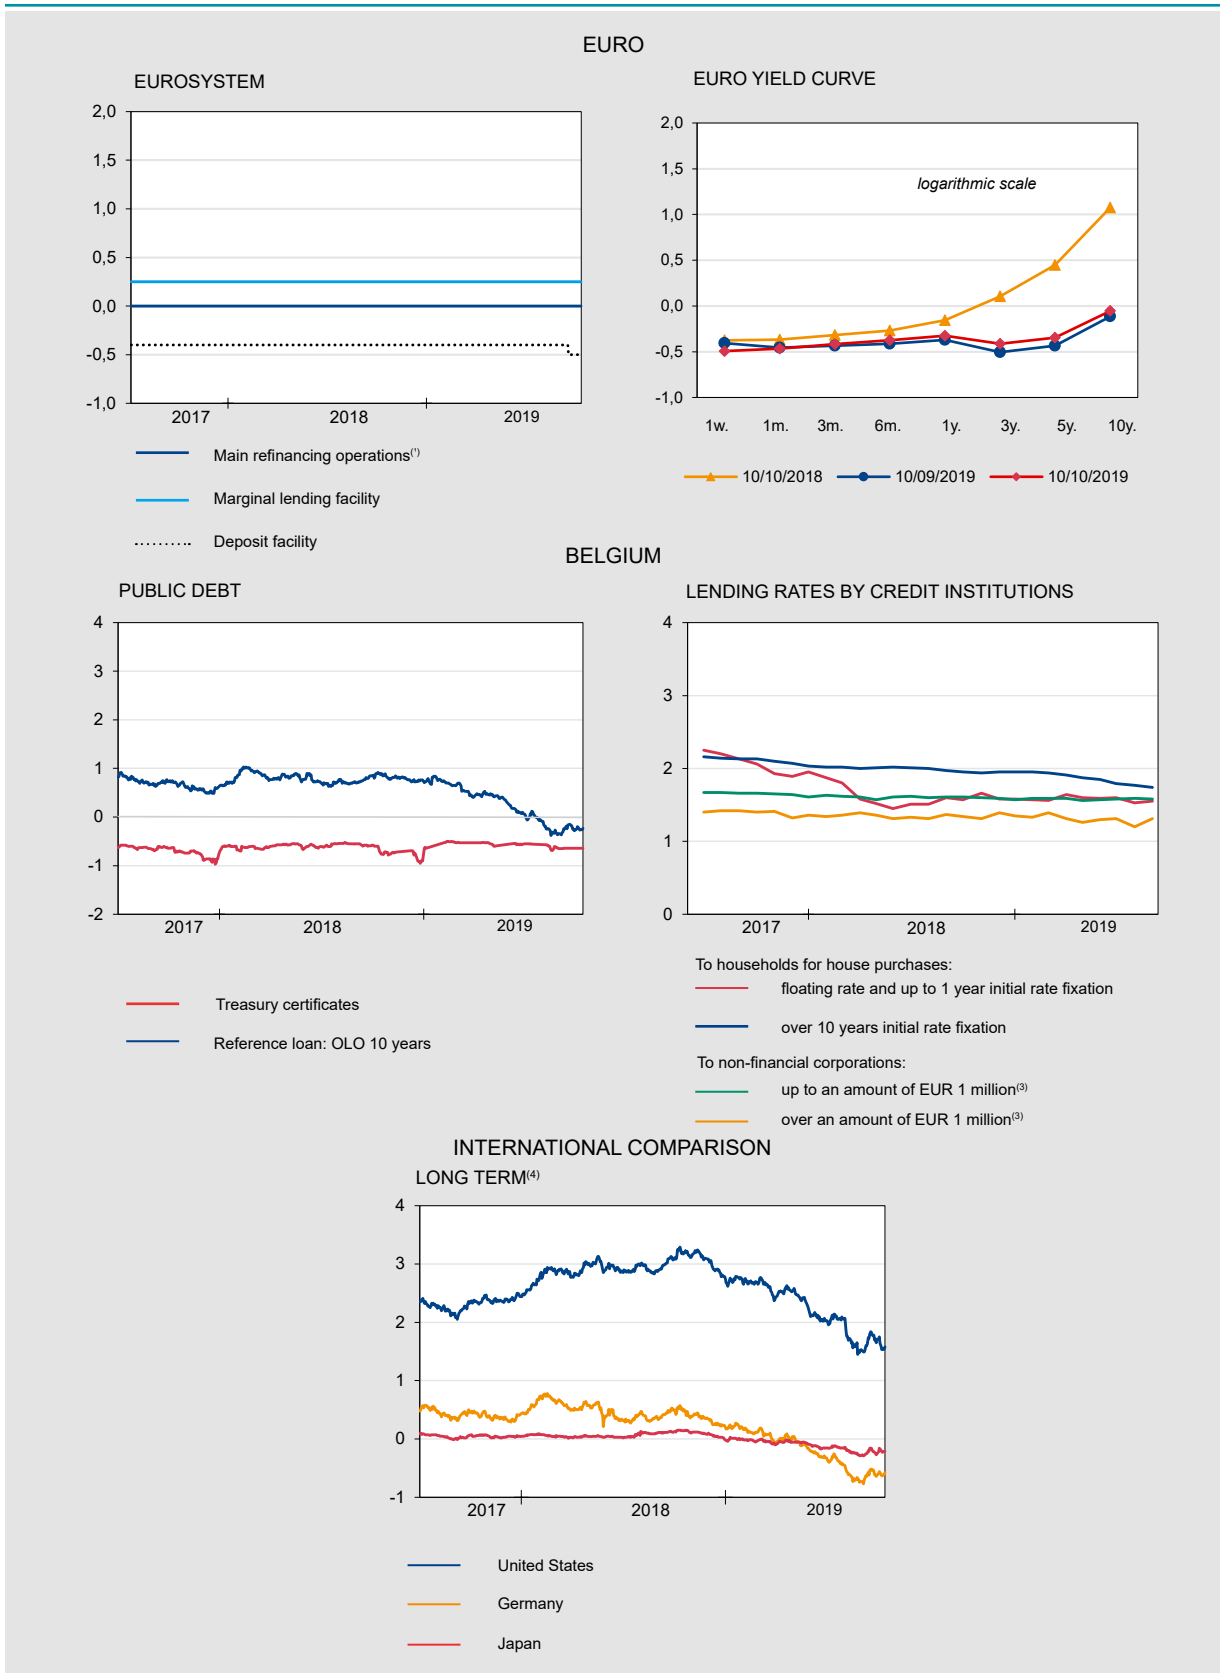 EURO
EUROSYSTEM
2,0
1,5
1,0
0,5
0,0
-0,5
-1,0
2017 2018 2019
Main refinancing operations(¹)
Marginal lending facility
Deposit facility
EURO YIELD CURVE
2,0
1,5
1,0
0,5
0,0
-0,5
-1,0
logarithmic scale
1w. 1m. 3m. 6m. 1y. 3y. 5y. 10y.
10/10/2018 10/09/2019 10/10/2019
BELGIUM
PUBLIC DEBT
4
3
2
1
0
-1
-2
2017 2018 2019
Treasury certificates
Reference loan: OLO 10 years
LENDING RATES BY CREDIT INSTITUTIONS
4
3
2
1
0
2017 2018 2019
To households for house purchases:
floating rate and up to 1 year initial rate fixation
over 10 years initial rate fixation
To non-financial corporations:
up to an amount of EUR 1 million(3)
over an amount of EUR 1 million(3)
INTERNATIONAL COMPARISON
LONG TERM(4)
4
3
2
1
0
-1
2017 2018 2019
United States
Germany
Japan